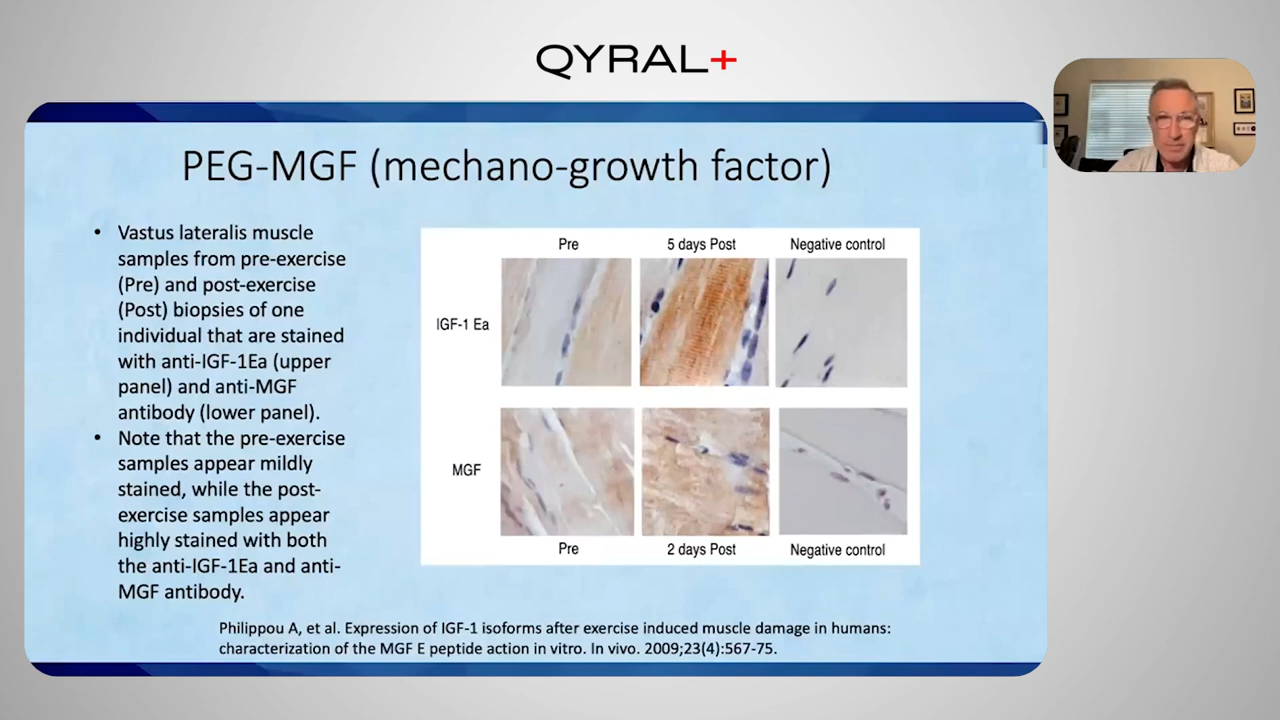 QYRAL+
PEG-MGF (mechano-growth factor)
• Vastus lateralis muscle
samples from pre-exercise
(Pre) and post-exercise
(Post) biopsies of one
individual that are stained
with anti-IGF-1Ea (upper
panel) and anti-MGF
antibody (lower panel).
• Note that the pre-exercise
samples appear mildly
stained, while the post-
exercise samples appear
highly stained with both
the anti-IGF-1Ea and anti-
MGF antibody.
Pre 5 days Post Negative control
IGF-1 Ea
MGF
Pre 2 days Post Negative control
Philippou A, et al. Expression of IGF-1 isoforms after exercise induced muscle damage in humans:
characterization of the MGF E peptide action in vitro. In vivo. 2009;23(4):567-75.